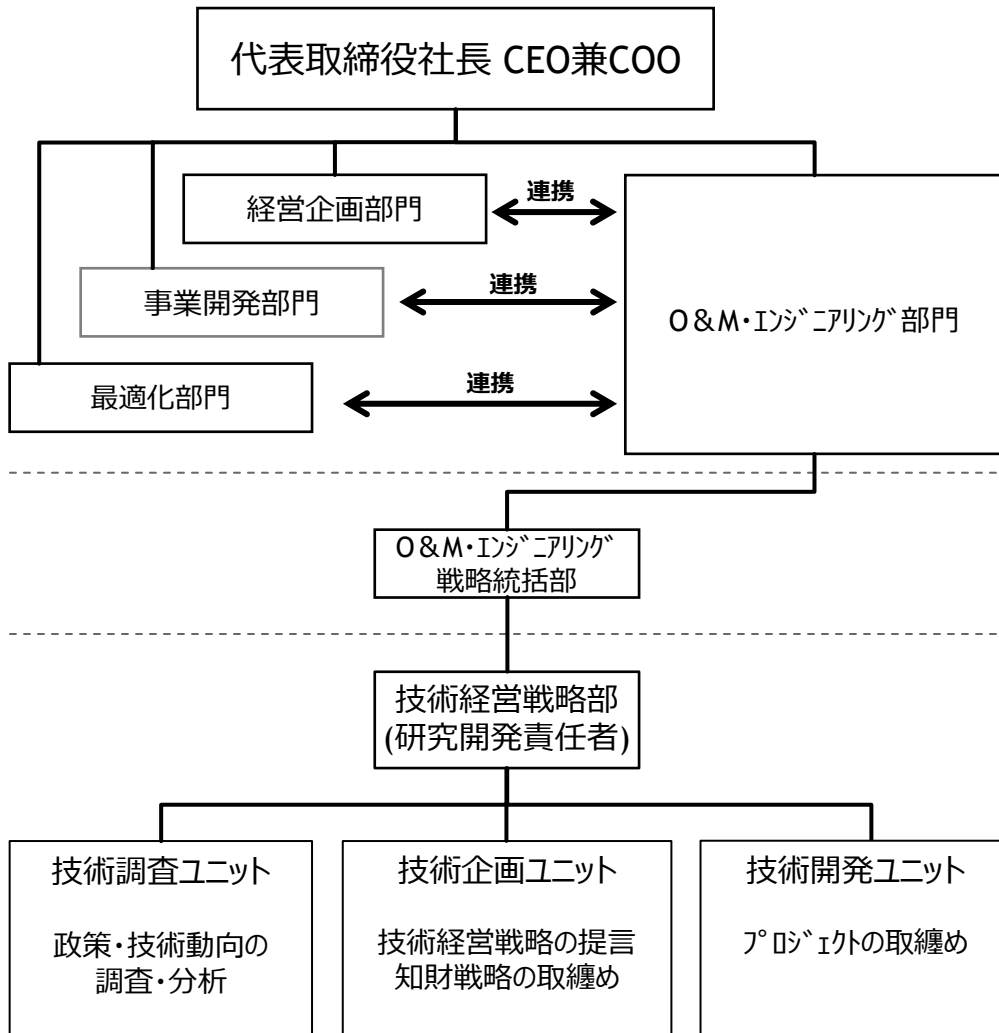 代表取締役社長 CEO兼COO
経営企画部門
連携
事業開発部門
連携
O&M・ｴﾝｼﾞﾆｱﾘﾝｸﾞ部門
最適化部門
連携
O&M・ｴﾝｼﾞﾆｱﾘﾝｸﾞ
戦略統括部
技術経営戦略部
(研究開発責任者)
技術調査ユニット
政策・技術動向の
調査・分析
技術企画ユニット
技術経営戦略の提言
知財戦略の取纏め
技術開発ユニット
ﾌﾟﾛｼﾞｪｸﾄの取纏め